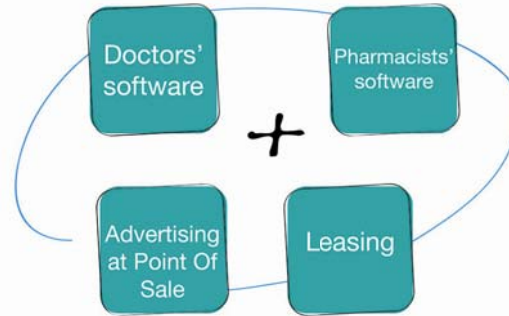 Doctors'
software
Pharmacists'
software
+
Advertising
at Point Of
Sale
Leasing